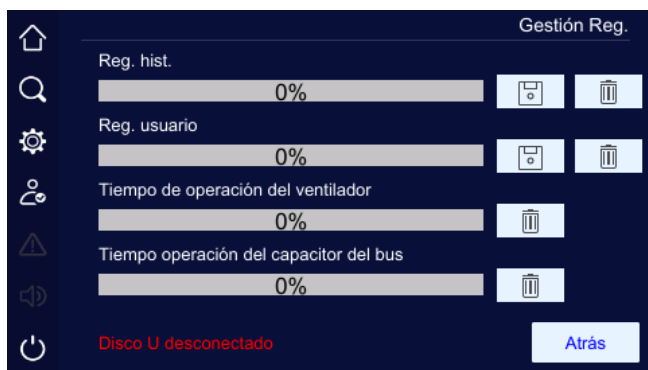 Gestión Reg.
Reg. hist.
0%
Reg. usuario
0%
Tiempo de operación del ventilador
0%
Tiempo operación del capacitor del bus
0%
Disco U desconectado
Atrás